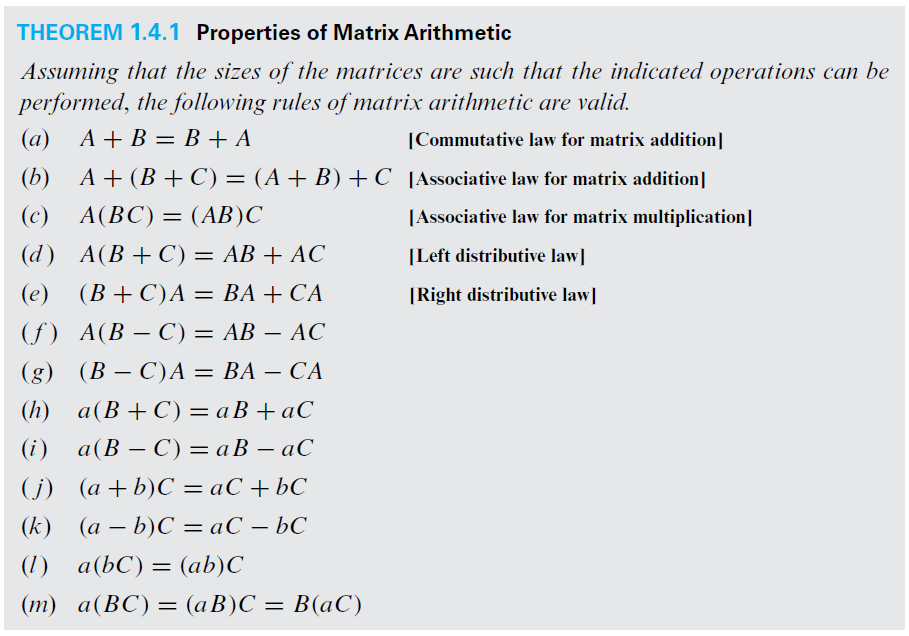 THEOREM 1.4.1 Properties of Matrix Arithmetic
Assuming that the sizes of the matrices are such that the indicated operations can be
performed, the following rules of matrix arithmetic are valid.
(a) A + B = B + A [Commutative law for matrix addition]
(b) A + (B + C) = (A + B) + C [Associative law for matrix addition]
(c) A(BC) = (AB)C [Associative law for matrix multiplication]
(d) A(B + C) = AB + AC [Left distributive law]
(e) (B + C)A = BA + CA [Right distributive law]
(f) A(B − C) = AB − AC
(g) (B − C)A = BA − CA
(h) a(B + C) = aB + aC
(i) a(B − C) = aB − aC
(j) (a + b)C = aC + bC
(k) (a − b)C = aC − bC
(l) a(bC) = (ab)C
(m) a(BC) = (aB)C = B(aC)